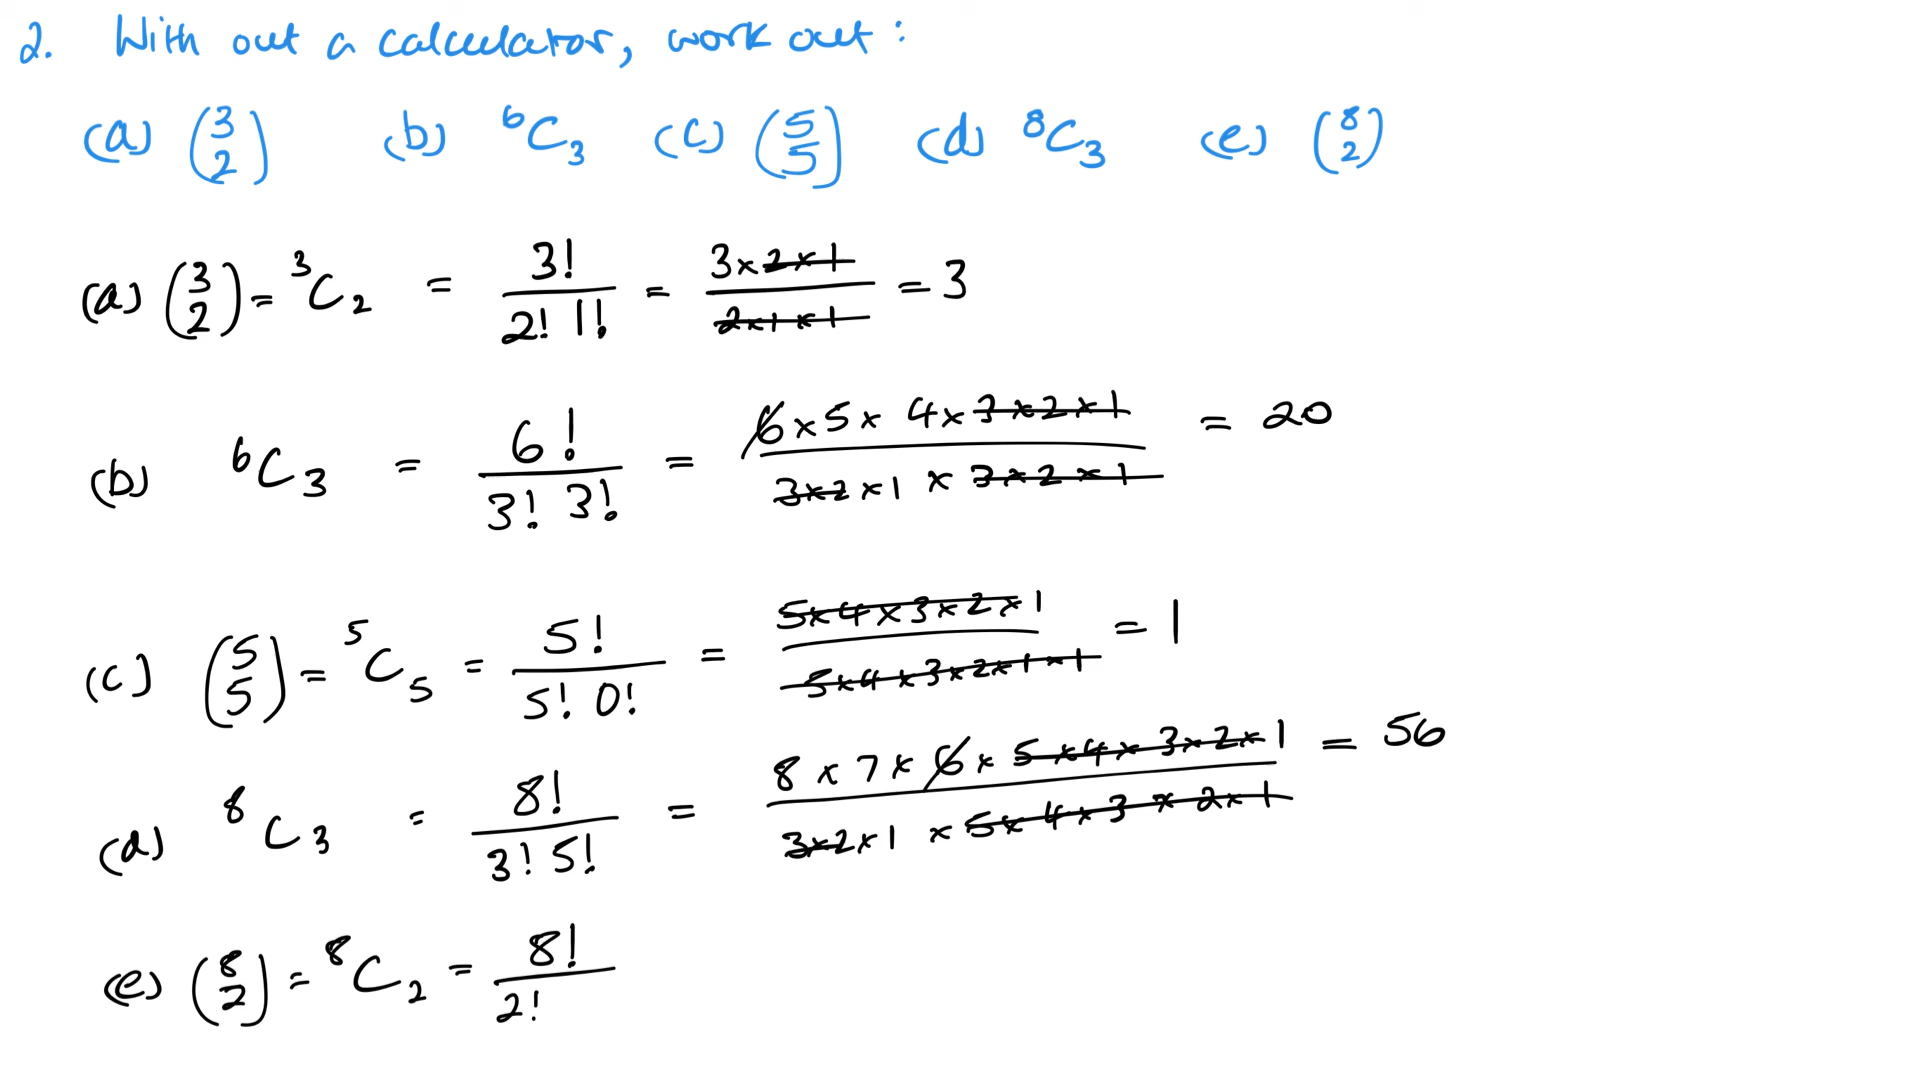 2. With out a calculator, work out:
(a) (3 2) (b) ⁶C₃ (c) (5 5) (d) ⁸C₃ (e) (8 2)
(a) (3 2) = ³C₂ = 3! / 2! 1! = 3×2×1 / 2×1×1 = 3
(b) ⁶C₃ = 6! / 3! 3! = 6×5×4×3×2×1 / 3×2×1×3×2×1 = 20
(c) (5 5) = ⁵C₅ = 5! / 5! 0! = 5×4×3×2×1 / 5×4×3×2×1×1 = 1
(d) ⁸C₃ = 8! / 3! 5! = 8×7×6×5×4×3×2×1 / 3×2×1×5×4×3×2×1 = 56
(e) (8 2) = ⁸C₂ = 8! / 2!